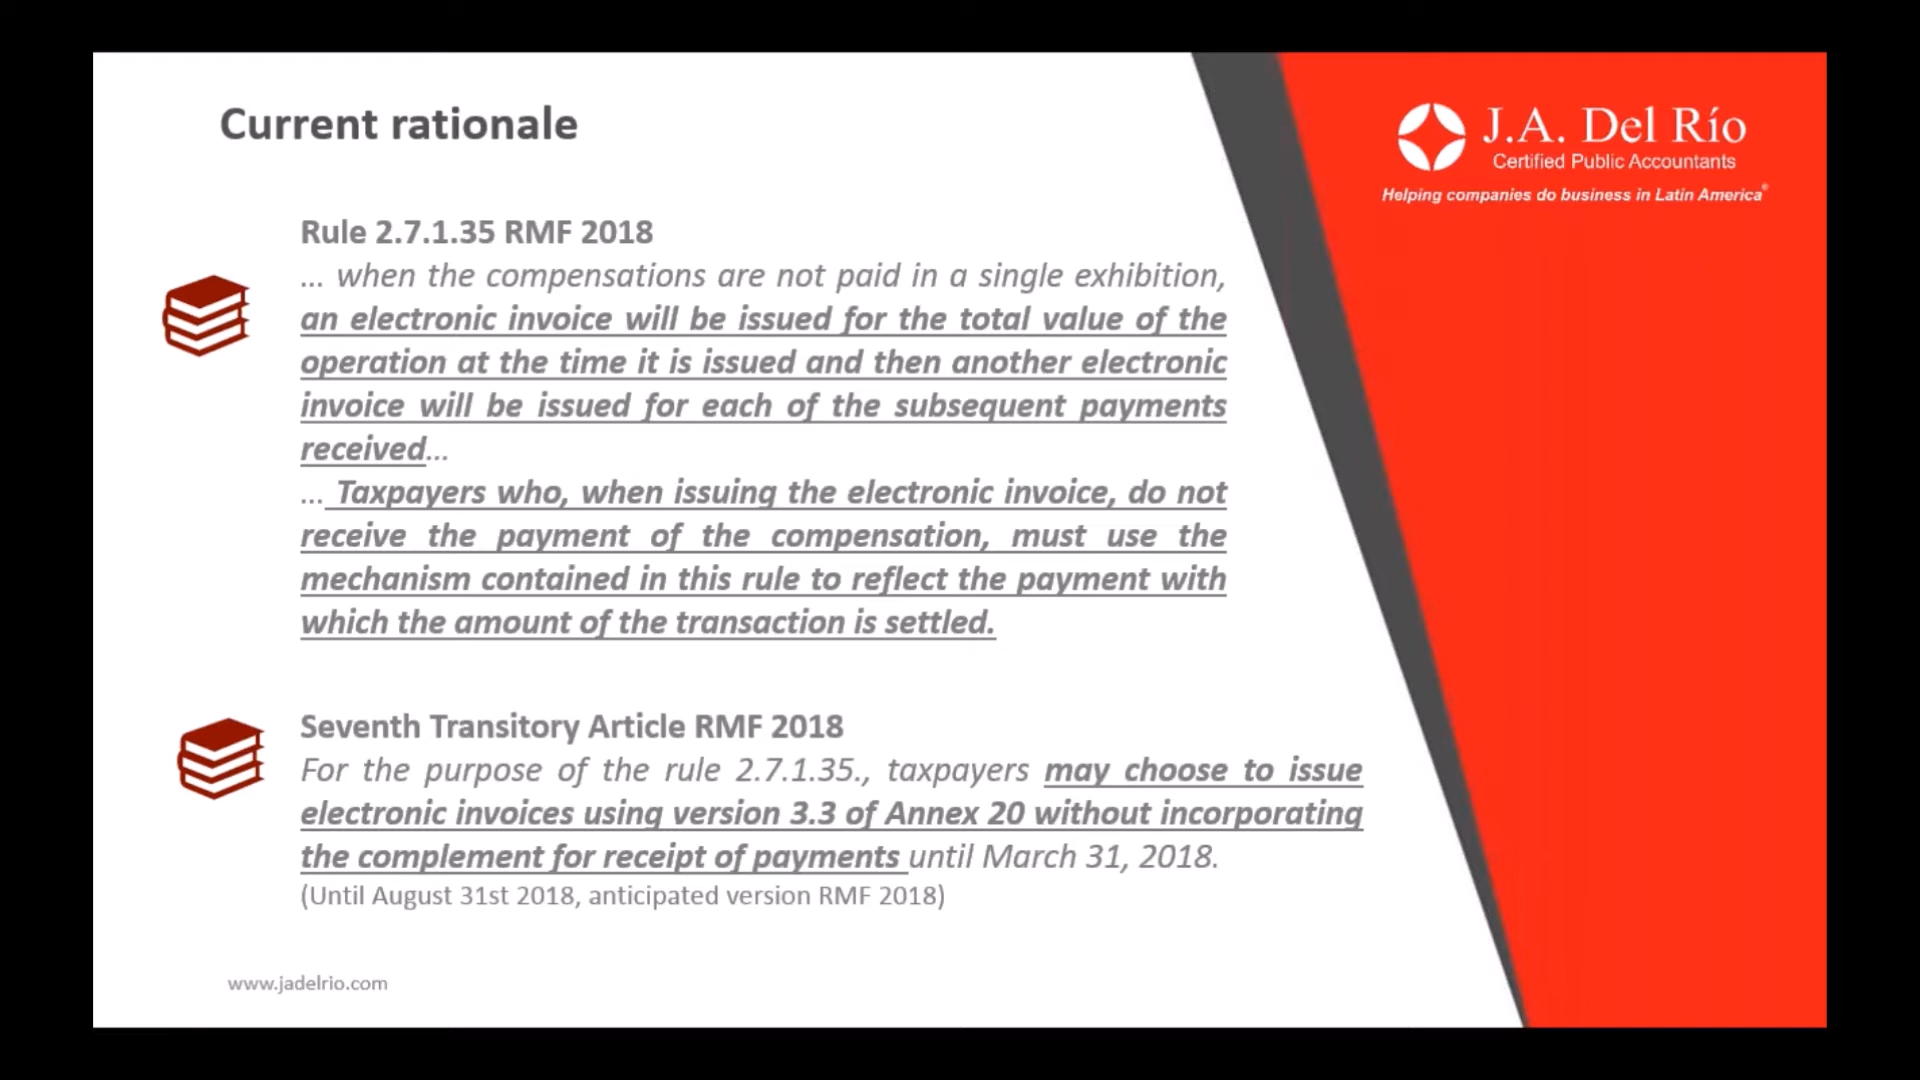 Current rationale
J.A. Del Río
Certified Public Accountants
Helping companies do business in Latin America®
Rule 2.7.1.35 RMF 2018
... when the compensations are not paid in a single exhibition,
an electronic invoice will be issued for the total value of the
operation at the time it is issued and then another electronic
invoice will be issued for each of the subsequent payments
received...
... Taxpayers who, when issuing the electronic invoice, do not
receive the payment of the compensation, must use the
mechanism contained in this rule to reflect the payment with
which the amount of the transaction is settled.
Seventh Transitory Article RMF 2018
For the purpose of the rule 2.7.1.35., taxpayers may choose to issue
electronic invoices using version 3.3 of Annex 20 without incorporating
the complement for receipt of payments until March 31, 2018.
(Until August 31st 2018, anticipated version RMF 2018)
www.jadelrio.com